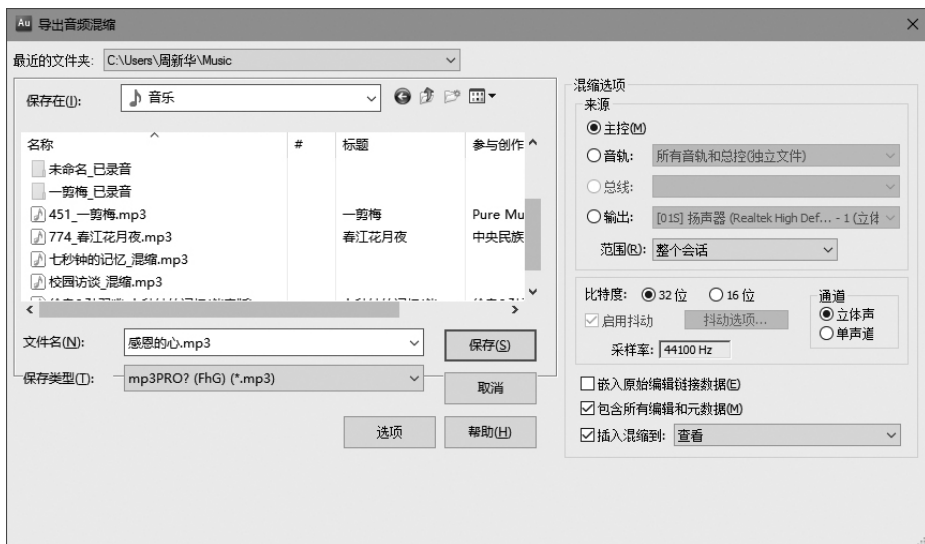 Au 导出音频混缩
最近的文件夹: C:\Users\周新华\Music
保存在(I): 音乐
名称 # 标题 参与创作
未命名_已录音
一剪梅_已录音
451_一剪梅.mp3 一剪梅 Pure Mu
774_春江花月夜.mp3 春江花月夜 中央民族
七秒钟的记忆_混缩.mp3
校园访谈_混缩.mp3
文件名(N): 感恩的心.mp3 保存(S)
保存类型(T): mp3PRO? (FhG) (*.mp3) 取消
选项 帮助(H)
混缩选项
来源
主控(M)
音轨: 所有音轨和总控(独立文件)
总线:
输出: [01S] 扬声器 (Realtek High Def... - 1 (立体
范围(R): 整个会话
比特度: 32 位 16 位
启用抖动 抖动选项...
采样率: 44100 Hz
通道
立体声
单声道
嵌入原始编辑链接数据(E)
包含所有编辑和元数据(M)
插入混缩到: 查看